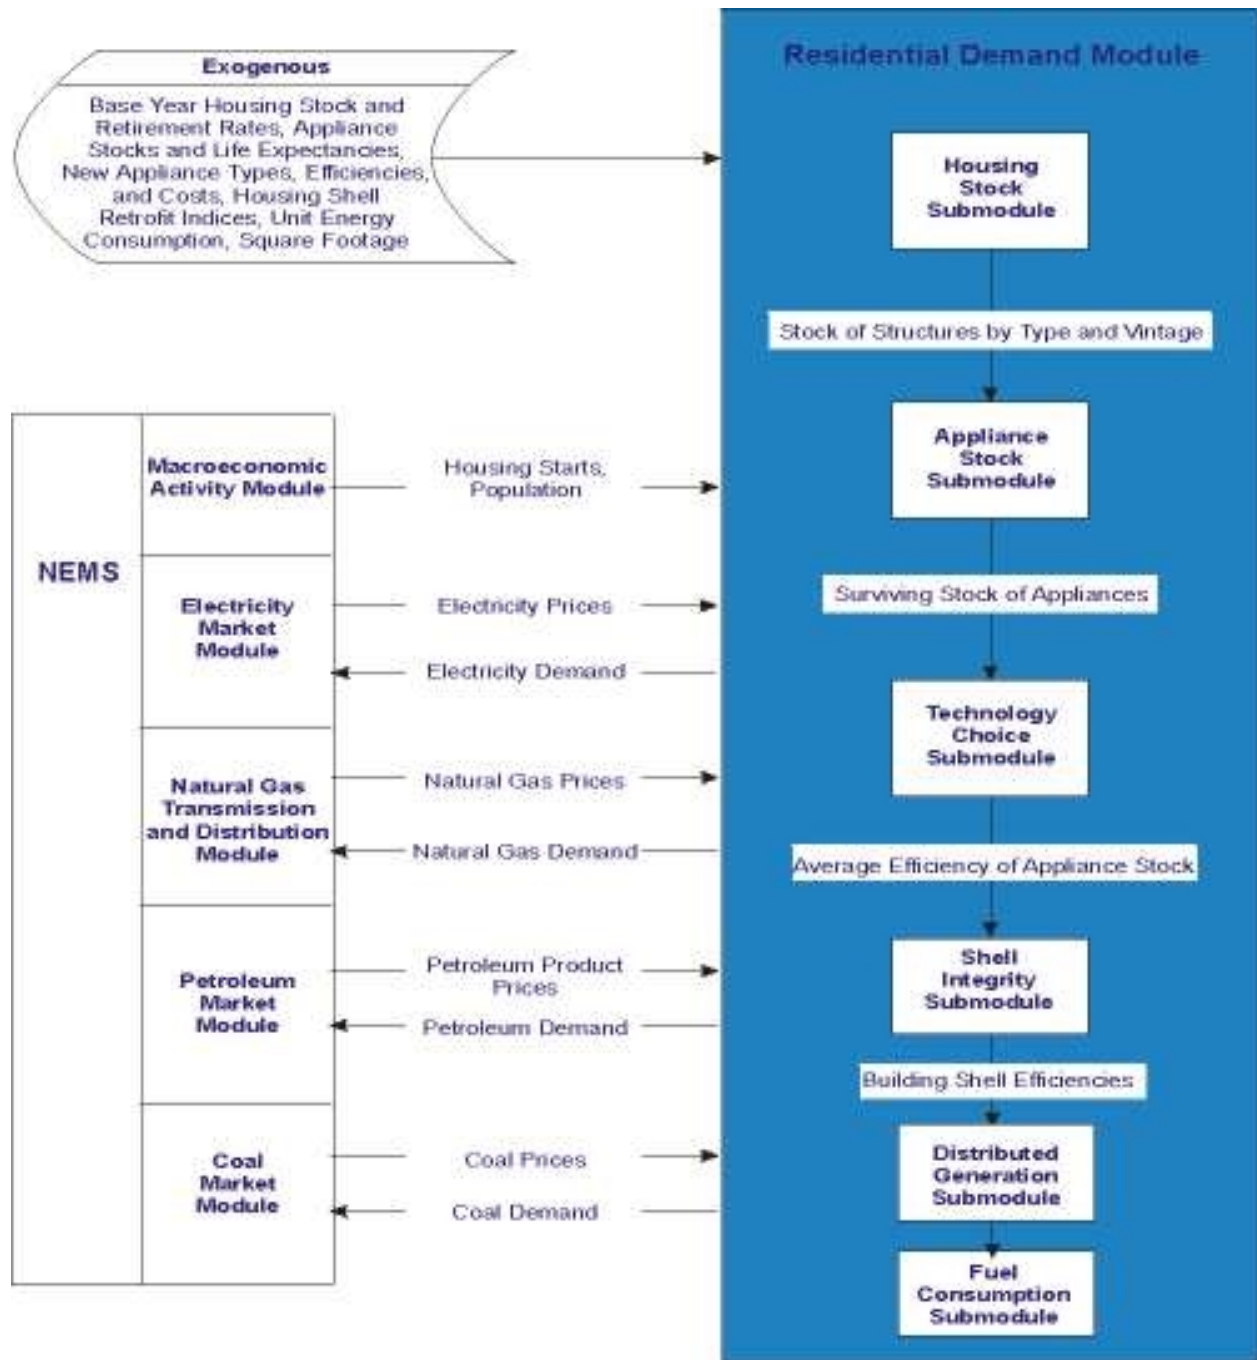 Residential Demand Module
Exogenous
Base Year Housing Stock and
Retirement Rates, Appliance
Stocks and Life Expectancies,
New Appliance Types, Efficiencies,
and Costs, Housing Shell
Retrofit Indices, Unit Energy
Consumption, Square Footage
Housing
Stock
Submodule
Stock of Structures by Type and Vintage
Appliance
Stock
Submodule
Surviving Stock of Appliances
Technology
Choice
Submodule
Average Efficiency of Appliance Stock
Shell
Integrity
Submodule
Building Shell Efficiencies
Distributed
Generation
Submodule
Fuel
Consumption
Submodule
NEMS
Macroeconomic
Activity Module
Housing Starts,
Population
Electricity
Market
Module
Electricity Prices
Electricity Demand
Natural Gas
Transmission
and Distribution
Module
Natural Gas Prices
Natural Gas Demand
Petroleum
Market
Module
Petroleum Product
Prices
Petroleum Demand
Coal
Market
Module
Coal Prices
Coal Demand